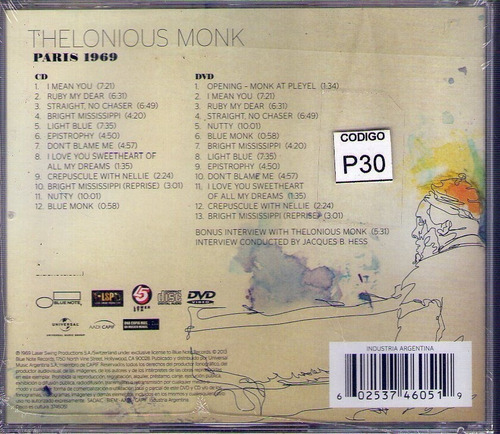 THELONIOUS MONK
PARIS 1969
CD
1. I MEAN YOU (7:21)
2. RUBY MY DEAR (6:31)
3. STRAIGHT, NO CHASER (6:49)
4. BRIGHT MISSISSIPPI (4:20)
5. LIGHT BLUE (7:35)
6. EPISTROPHY (4:50)
7. DON'T BLAME ME (4:57)
8. I LOVE YOU SWEETHEART OF
ALL MY DREAMS (1:35)
9. CREPUSCULE WITH NELLIE (2:24)
10. BRIGHT MISSISSIPPI (REPRISE) (3:01)
11. NUTTY (10:01)
12. BLUE MONK (0:58)
DVD
1. OPENING – MONK AT PLEYEL (1:34)
2. I MEAN YOU (7:21)
3. RUBY MY DEAR (6:31)
4. STRAIGHT, NO CHASER (6:49)
5. NUTTY (10:01)
6. BLUE MONK (0:58)
7. BRIGHT MISSISSIPPI (4:20)
8. LIGHT BLUE (7:35)
9. EPISTROPHY (4:50)
10. DON'T BLAME ME (4:57)
11. I LOVE YOU SWEETHEART
OF ALL MY DREAMS (1:35)
12. CREPUSCULE WITH NELLIE (2:24)
13. BRIGHT MISSISSIPPI (REPRISE) (3:01)
BONUS INTERVIEW WITH THELONIOUS MONK (5:31)
INTERVIEW CONDUCTED BY JACQUES B. HESS
CODIGO
P30
BLUE NOTE
LSP
5
disc
DVD
UNIVERSAL
AADI CAPIF
INDUSTRIA ARGENTINA
6 02537 46051 9